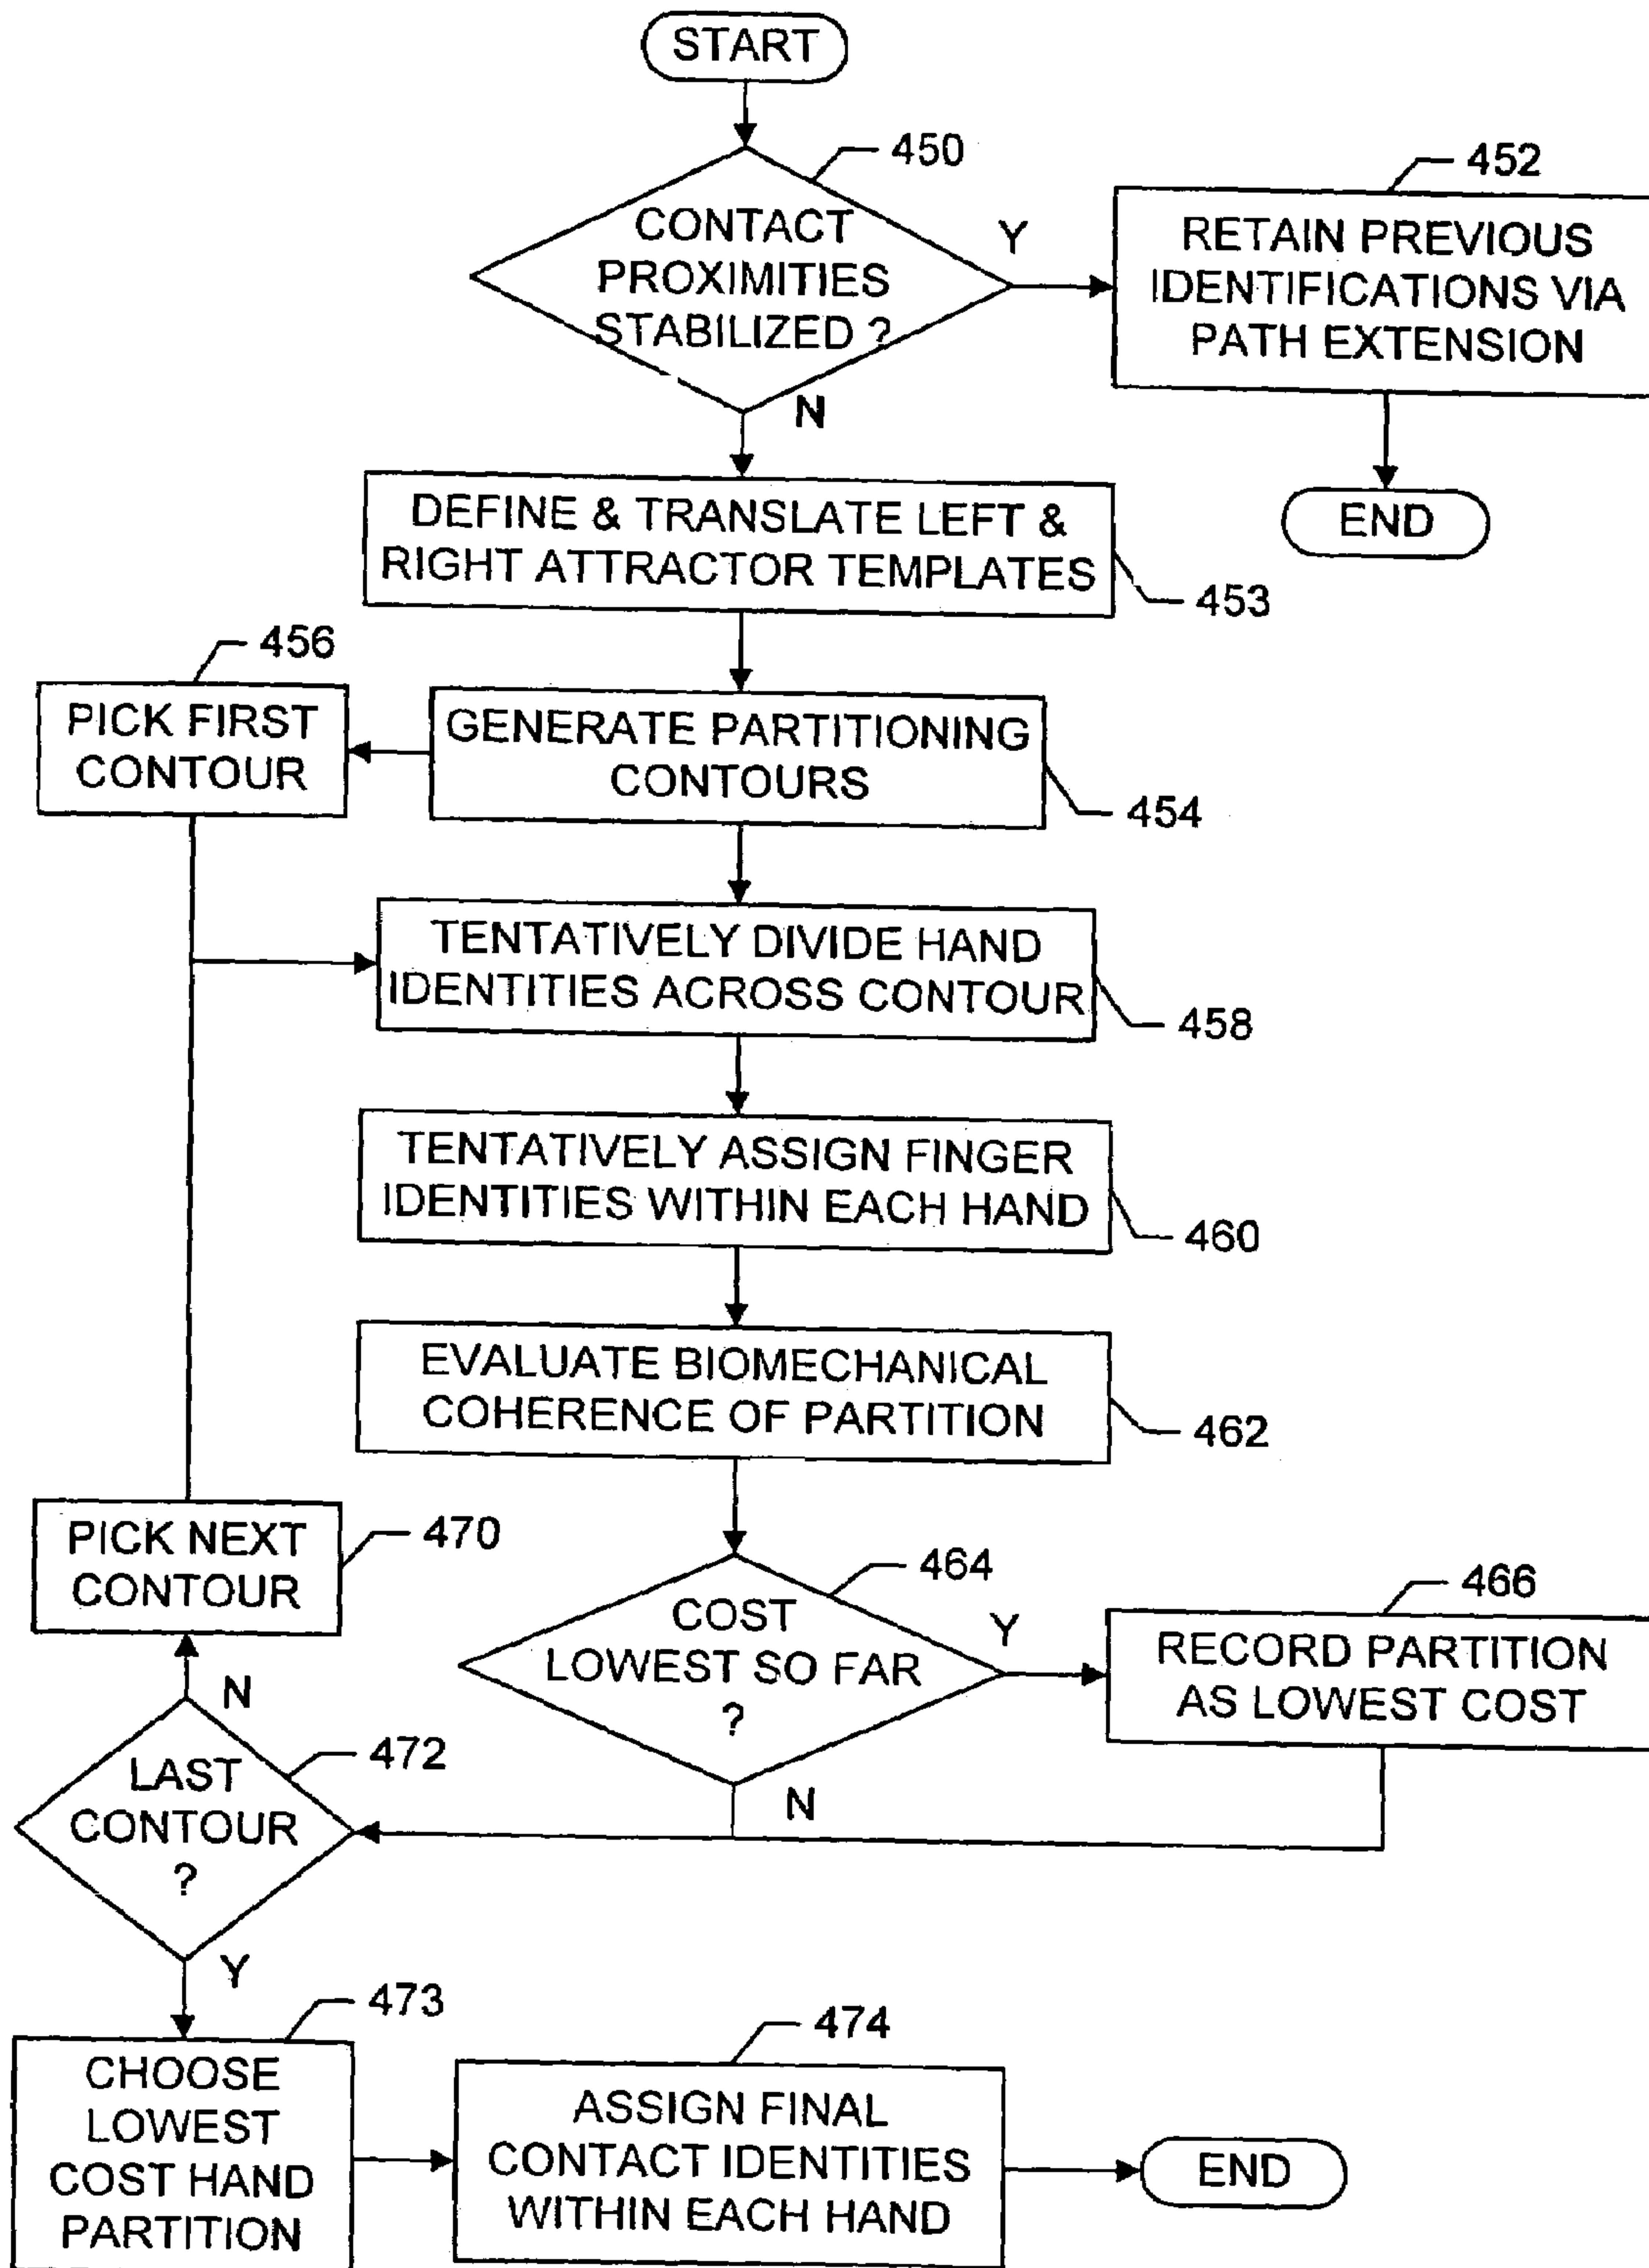 START
450
CONTACT
PROXIMITIES
STABILIZED ?
Y
N
452
RETAIN PREVIOUS
IDENTIFICATIONS VIA
PATH EXTENSION
END
DEFINE & TRANSLATE LEFT &
RIGHT ATTRACTOR TEMPLATES
453
456
PICK FIRST
CONTOUR
GENERATE PARTITIONING
CONTOURS
454
TENTATIVELY DIVIDE HAND
IDENTITIES ACROSS CONTOUR
458
TENTATIVELY ASSIGN FINGER
IDENTITIES WITHIN EACH HAND
460
EVALUATE BIOMECHANICAL
COHERENCE OF PARTITION
462
PICK NEXT
CONTOUR
470
464
COST
LOWEST SO FAR
?
Y
N
466
RECORD PARTITION
AS LOWEST COST
N
472
LAST
CONTOUR
?
Y
473
CHOOSE
LOWEST
COST HAND
PARTITION
474
ASSIGN FINAL
CONTACT IDENTITIES
WITHIN EACH HAND
END